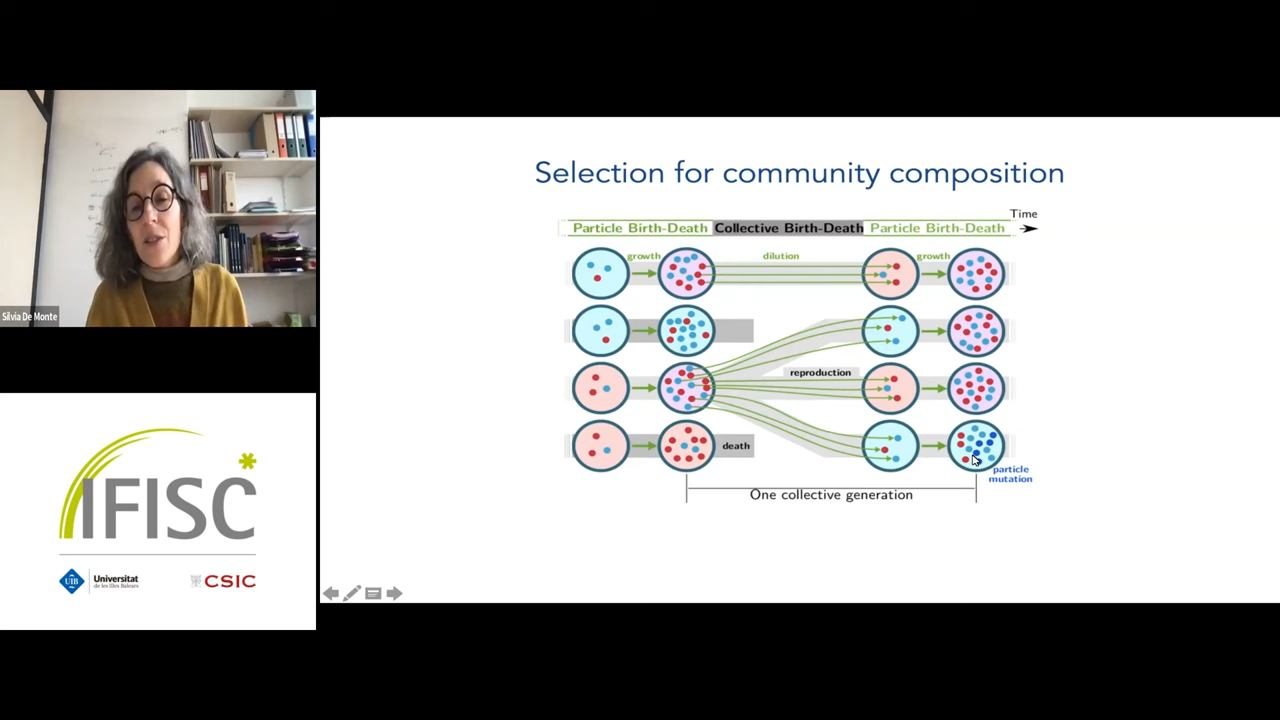 Silvia De Monte
IFISC
UIB
Universitat
de les Illes Balears
CSIC
Selection for community composition
Time
Particle Birth-Death
Collective Birth-Death
Particle Birth-Death
growth
dilution
growth
reproduction
death
particle
mutation
One collective generation